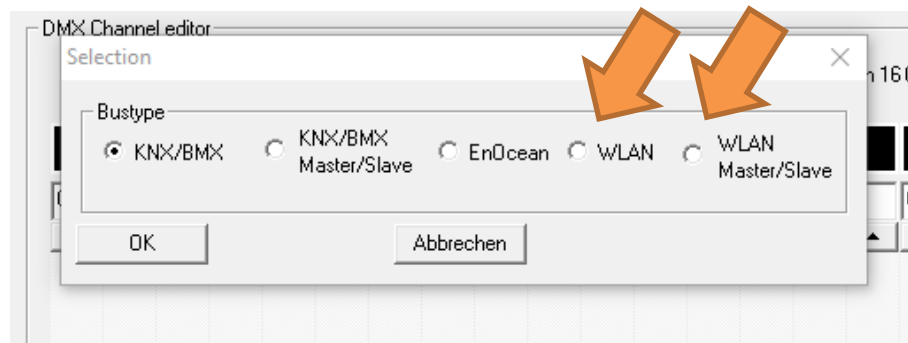 DMX Channel editor
Selection
Bustype
KNX/BMX
KNX/BMX
Master/Slave
EnOcean
WLAN
WLAN
Master/Slave
OK
Abbrechen